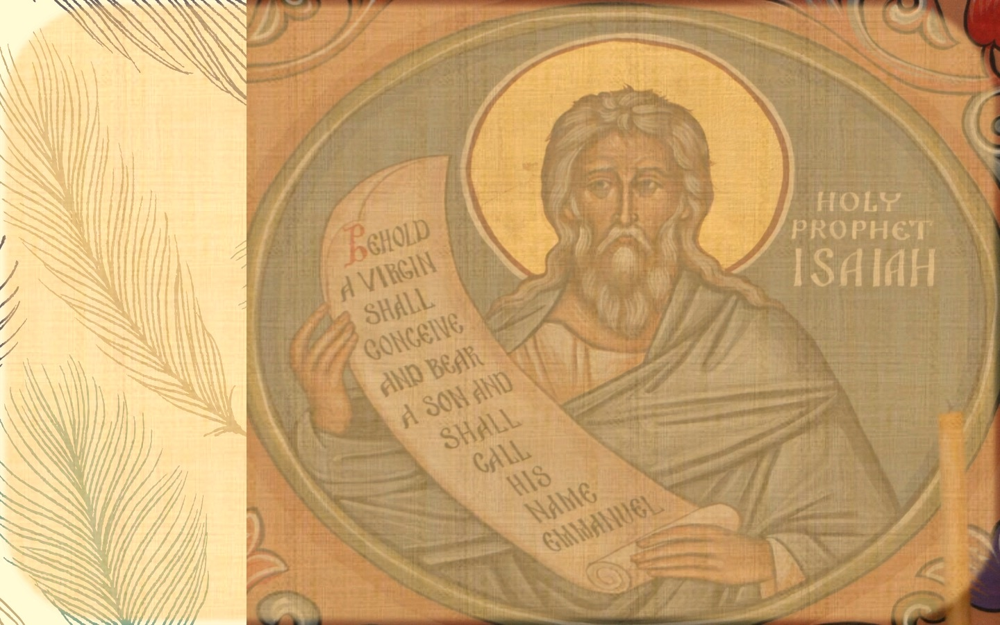 BEHOLD
A VIRGIN
SHALL
CONCEIVE
AND BEAR
A SON AND
SHALL
CALL
HIS
NAME
EMMANUEL
HOLY
PROPHET
ISAIAH